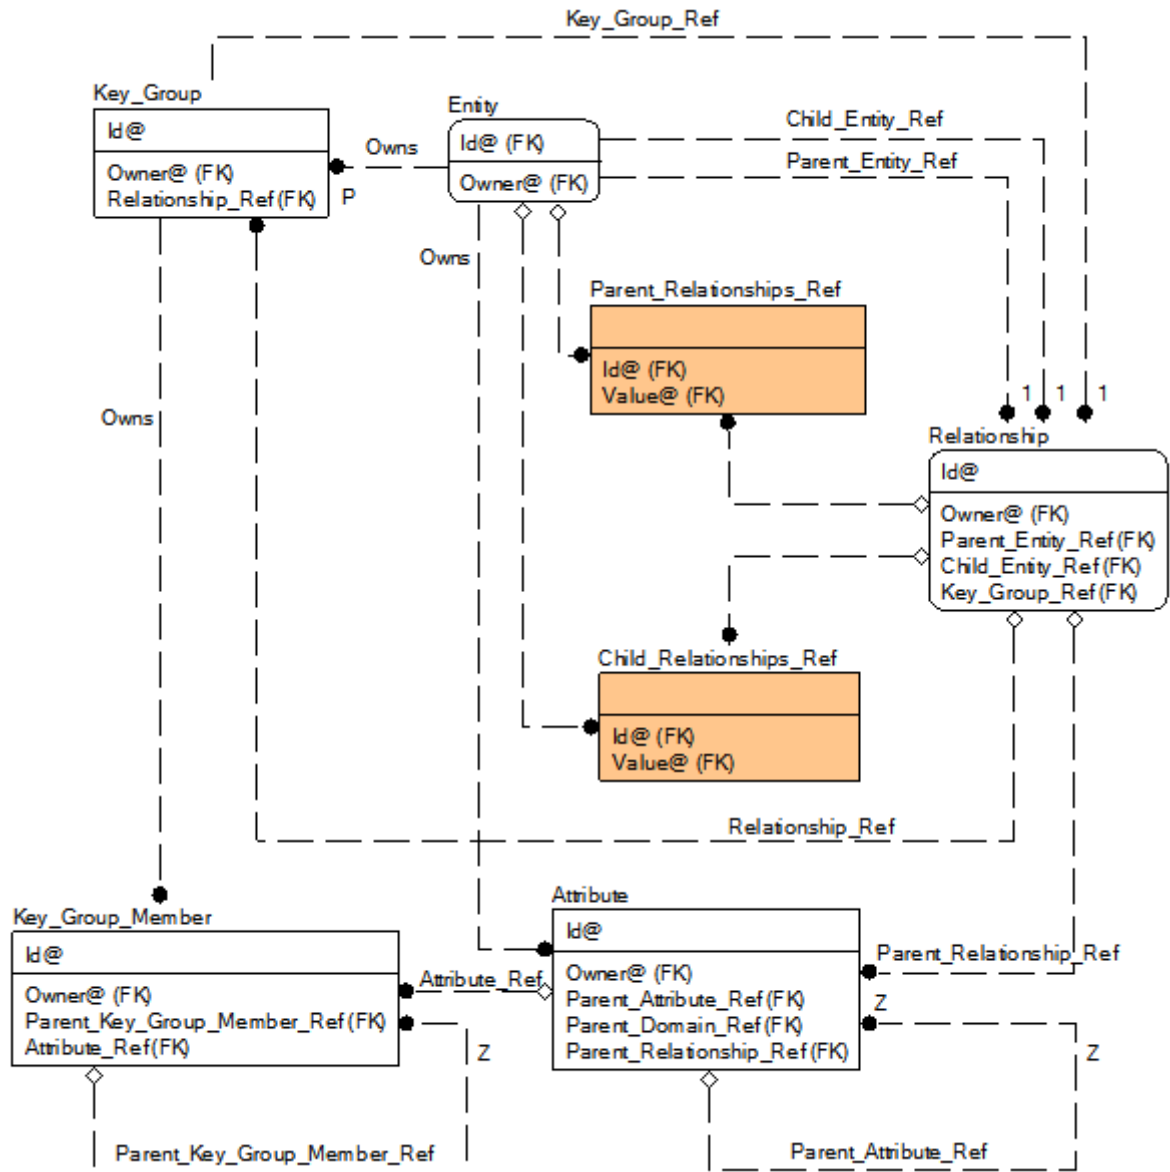 Key_Group_Ref
Key_Group
Id@
Owner@ (FK)
Relationship_Ref(FK)
Owns
P
Entity
Id@ (FK)
Owner@ (FK)
Child_Entity_Ref
Parent_Entity_Ref
Owns
Parent_Relationships_Ref
Id@ (FK)
Value@ (FK)
1
1
1
Relationship
Id@
Owner@ (FK)
Parent_Entity_Ref(FK)
Child_Entity_Ref(FK)
Key_Group_Ref(FK)
Owns
Child_Relationships_Ref
Id@ (FK)
Value@ (FK)
Relationship_Ref
Key_Group_Member
Id@
Owner@ (FK)
Parent_Key_Group_Member_Ref(FK)
Attribute_Ref(FK)
Attribute_Ref
Z
Parent_Key_Group_Member_Ref
Attribute
Id@
Owner@ (FK)
Parent_Attribute_Ref(FK)
Parent_Domain_Ref(FK)
Parent_Relationship_Ref(FK)
Parent_Relationship_Ref
Z
Z
Parent_Attribute_Ref